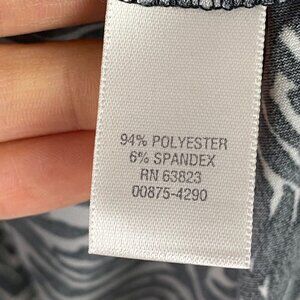 94% POLYESTER
6% SPANDEX
RN 63823
00875-4290